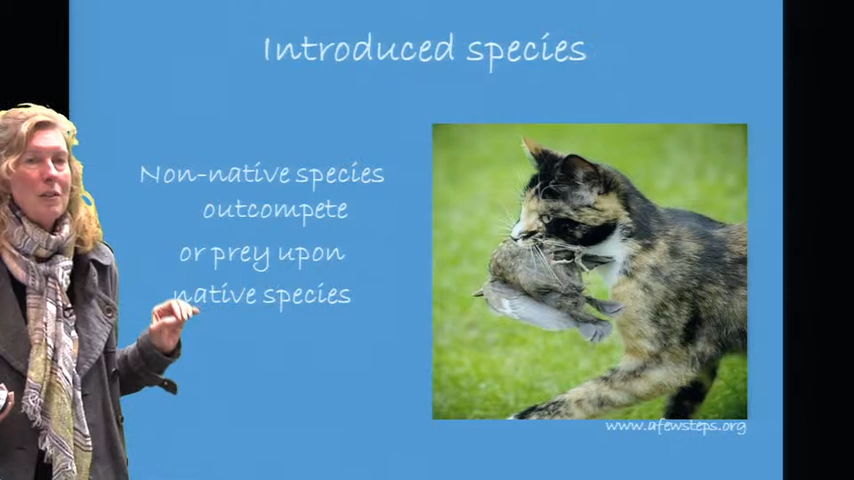 Introduced species
Non-native species
outcompete
or prey upon
native species
www.afewsteps.org